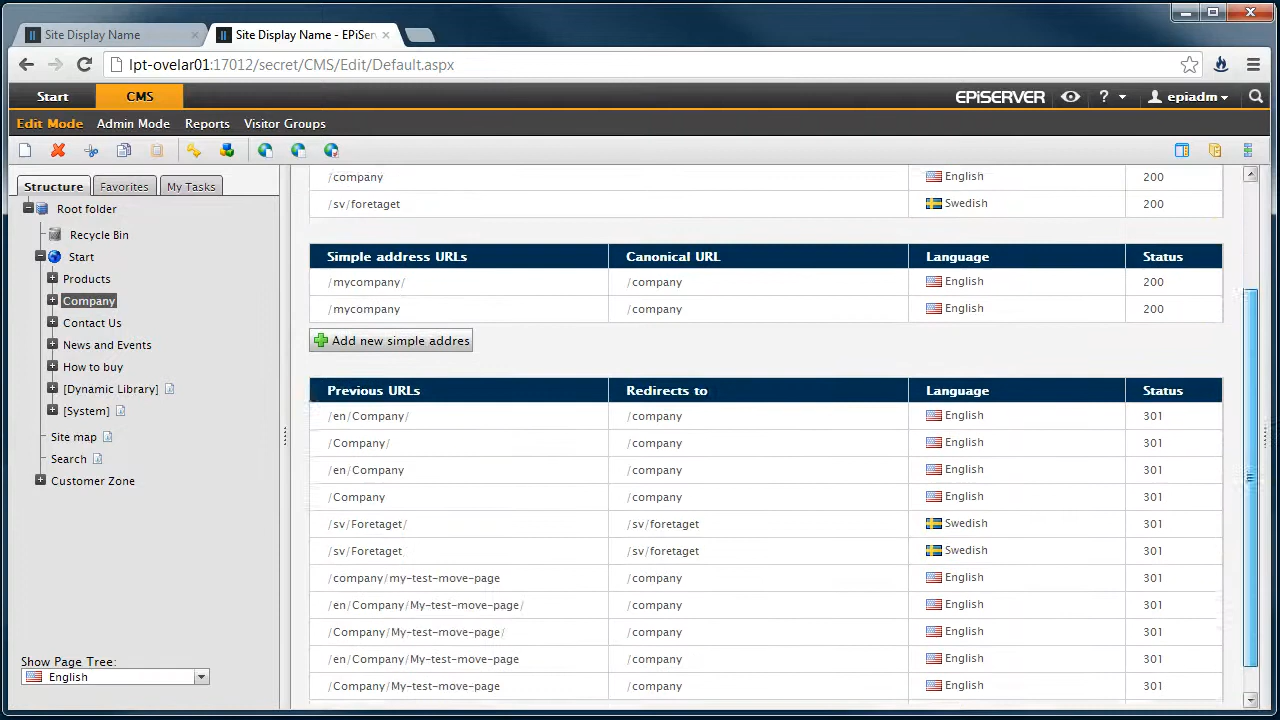 Site Display Name
Site Display Name - EPiServ
lpt-ovelar01:17012/secret/CMS/Edit/Default.aspx
Start CMS EPiSERVER ? epiadm
Edit Mode Admin Mode Reports Visitor Groups
Structure Favorites My Tasks
Root folder
Recycle Bin
Start
Products
Company
Contact Us
News and Events
How to buy
[Dynamic Library]
[System]
Site map
Search
Customer Zone
Show Page Tree:
English
/company English 200
/sv/foretaget Swedish 200
Simple address URLs Canonical URL Language Status
/mycompany/ /company English 200
/mycompany /company English 200
Add new simple addres
Previous URLs Redirects to Language Status
/en/Company/ /company English 301
/Company/ /company English 301
/en/Company /company English 301
/Company /company English 301
/sv/Foretaget/ /sv/foretaget Swedish 301
/sv/Foretaget /sv/foretaget Swedish 301
/company/my-test-move-page /company English 301
/en/Company/My-test-move-page/ /company English 301
/Company/My-test-move-page/ /company English 301
/en/Company/My-test-move-page /company English 301
/Company/My-test-move-page /company English 301